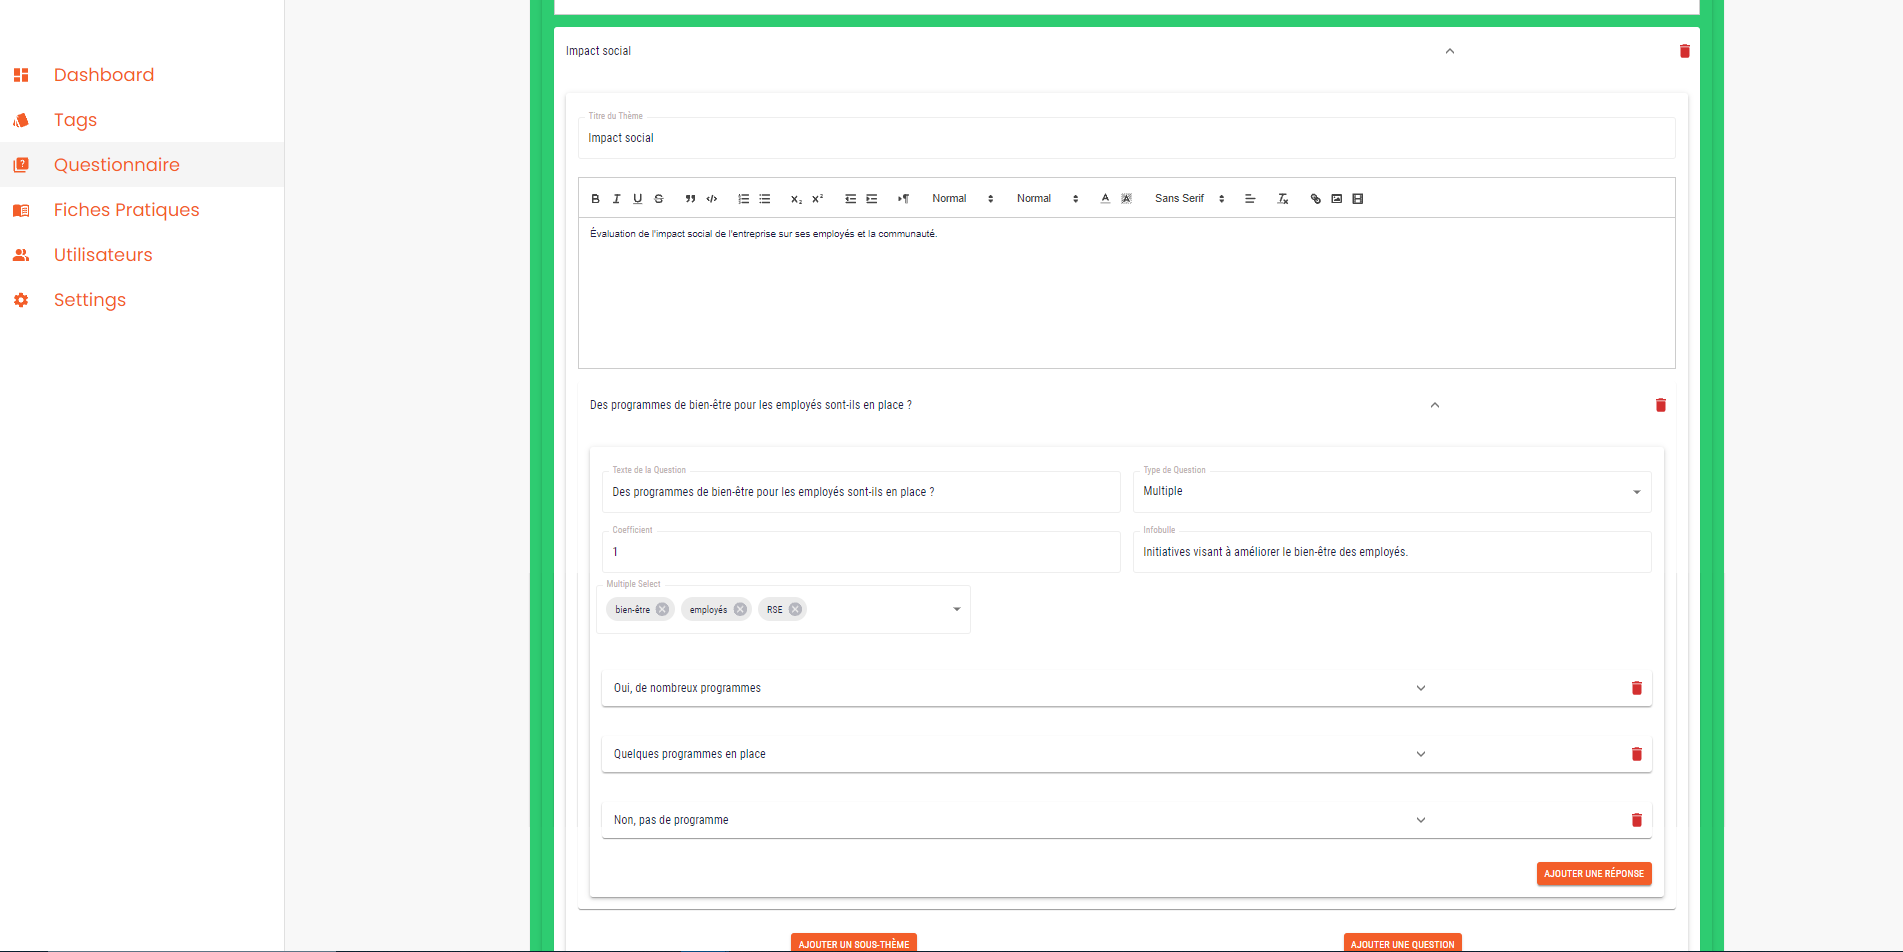 Dashboard
Tags
Questionnaire
Fiches Pratiques
Utilisateurs
Settings
Impact social
Titre du Thème
Impact social
Normal Normal Sans Serif
Évaluation de l'impact social de l'entreprise sur ses employés et la communauté.
Des programmes de bien-être pour les employés sont-ils en place ?
Texte de la Question
Des programmes de bien-être pour les employés sont-ils en place ?
Type de Question
Multiple
Coefficient
1
Infobulle
Initiatives visant à améliorer le bien-être des employés.
Multiple Select
bien-être employés RSE
Oui, de nombreux programmes
Quelques programmes en place
Non, pas de programme
AJOUTER UNE RÉPONSE
AJOUTER UN SOUS-THÈME
AJOUTER UNE QUESTION